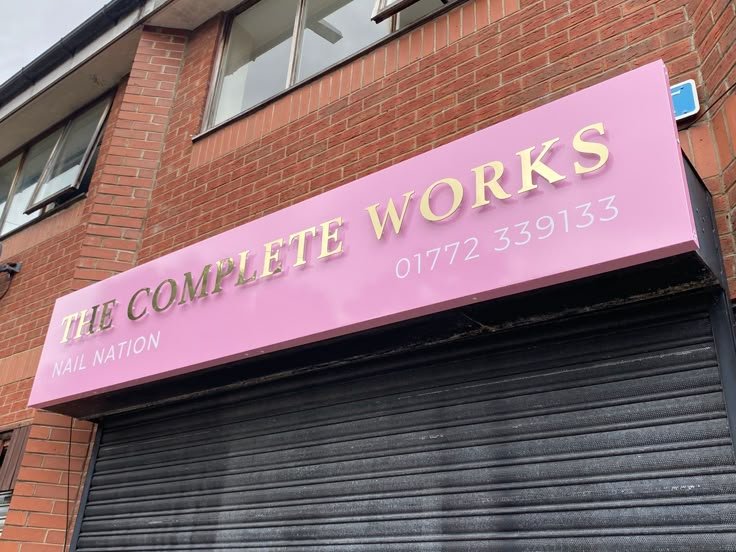 THE COMPLETE WORKS
NAIL NATION
01772 339133